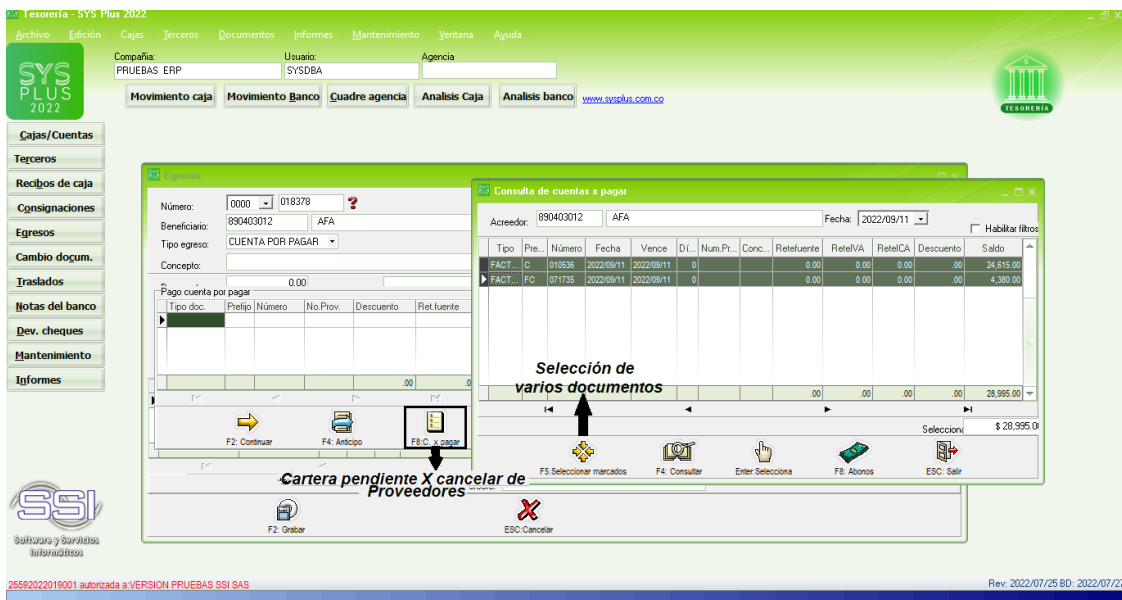 Tesorería - SYS Plus 2022
Archivo Edición Cajas Terceros Documentos Informes Mantenimiento Ventana Ayuda
Compañía: Usuario: Agencia
PRUEBAS ERP SYSDBA
SYS
PLUS
2022
Movimiento caja Movimiento Banco Cuadre agencia Analisis Caja Analisis banco www.sysplus.com.co
TESORERÍA
Cajas/Cuentas
Terceros
Recibos de caja
Consignaciones
Egresos
Cambio docum.
Traslados
Notas del banco
Dev. cheques
Mantenimiento
Informes
Egresos
Número: 0000 018378 ?
Beneficiario: 890403012 AFA
Tipo egreso: CUENTA POR PAGAR
Concepto:
0.00
Pago cuenta por pagar
Tipo doc. Prefijo Número No.Prov. Descuento Ret.fuente
.00 .0
F2: Continuar F4: Anticipo F8:C. x pagar
Cartera pendiente X cancelar de
Proveedores
F2: Grabar ESC:Cancelar
Consulta de cuentas x pagar
Acreedor: 890403012 AFA Fecha: 2022/09/11 Habilitar filtros
Tipo Pre... Número Fecha Vence Dí... Num.Pr... Conc... Retefuente ReteIVA ReteICA Descuento Saldo
FACT... C 010536 2022/09/11 2022/09/11 0 0.00 0.00 0.00 .00 24,615.00
FACT... FC 071735 2022/09/11 2022/09/11 0 0.00 0.00 0.00 .00 4,380.00
Selección de
varios documentos
.00 .00 .00 .00 28,995.00
Selecciona $ 28,995.0
F5:Seleccionar marcados F4: Consultar Enter:Selecciona F8: Abonos ESC: Salir
SSI
Software y Servicios
Informáticos
25592022019001 autorizada a:VERSION PRUEBAS SSI SAS
Rev: 2022/07/25 BD: 2022/07/27